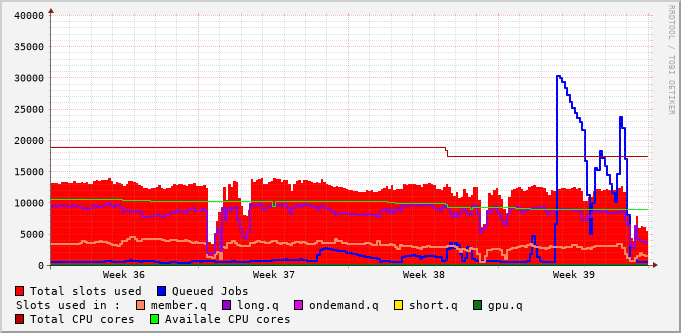 RRDTOOL / TOBI OETIKER
40000
35000
30000
25000
20000
15000
10000
5000
0
Week 36 Week 37 Week 38 Week 39
Total slots used Queued Jobs
Slots used in : member.q long.q ondemand.q short.q gpu.q
Total CPU cores Availale CPU cores